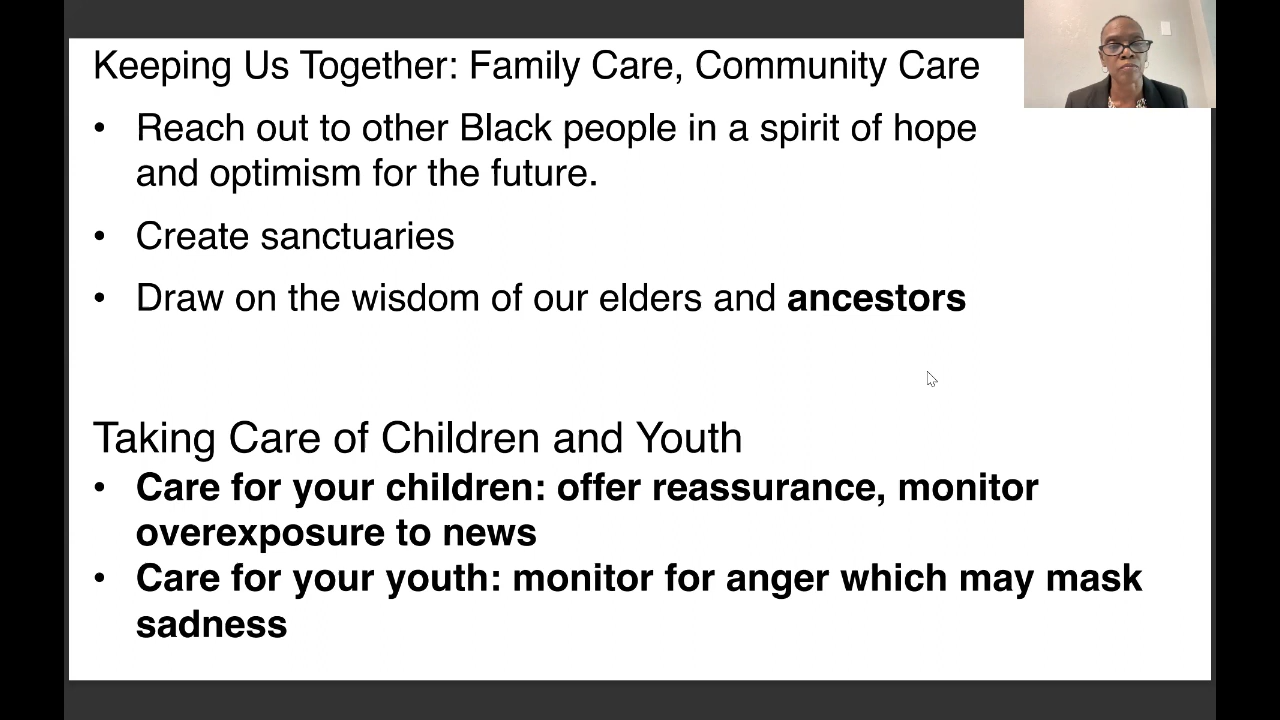 Keeping Us Together: Family Care, Community Care
• Reach out to other Black people in a spirit of hope
and optimism for the future.
• Create sanctuaries
• Draw on the wisdom of our elders and ancestors
Taking Care of Children and Youth
• Care for your children: offer reassurance, monitor
overexposure to news
• Care for your youth: monitor for anger which may mask
sadness